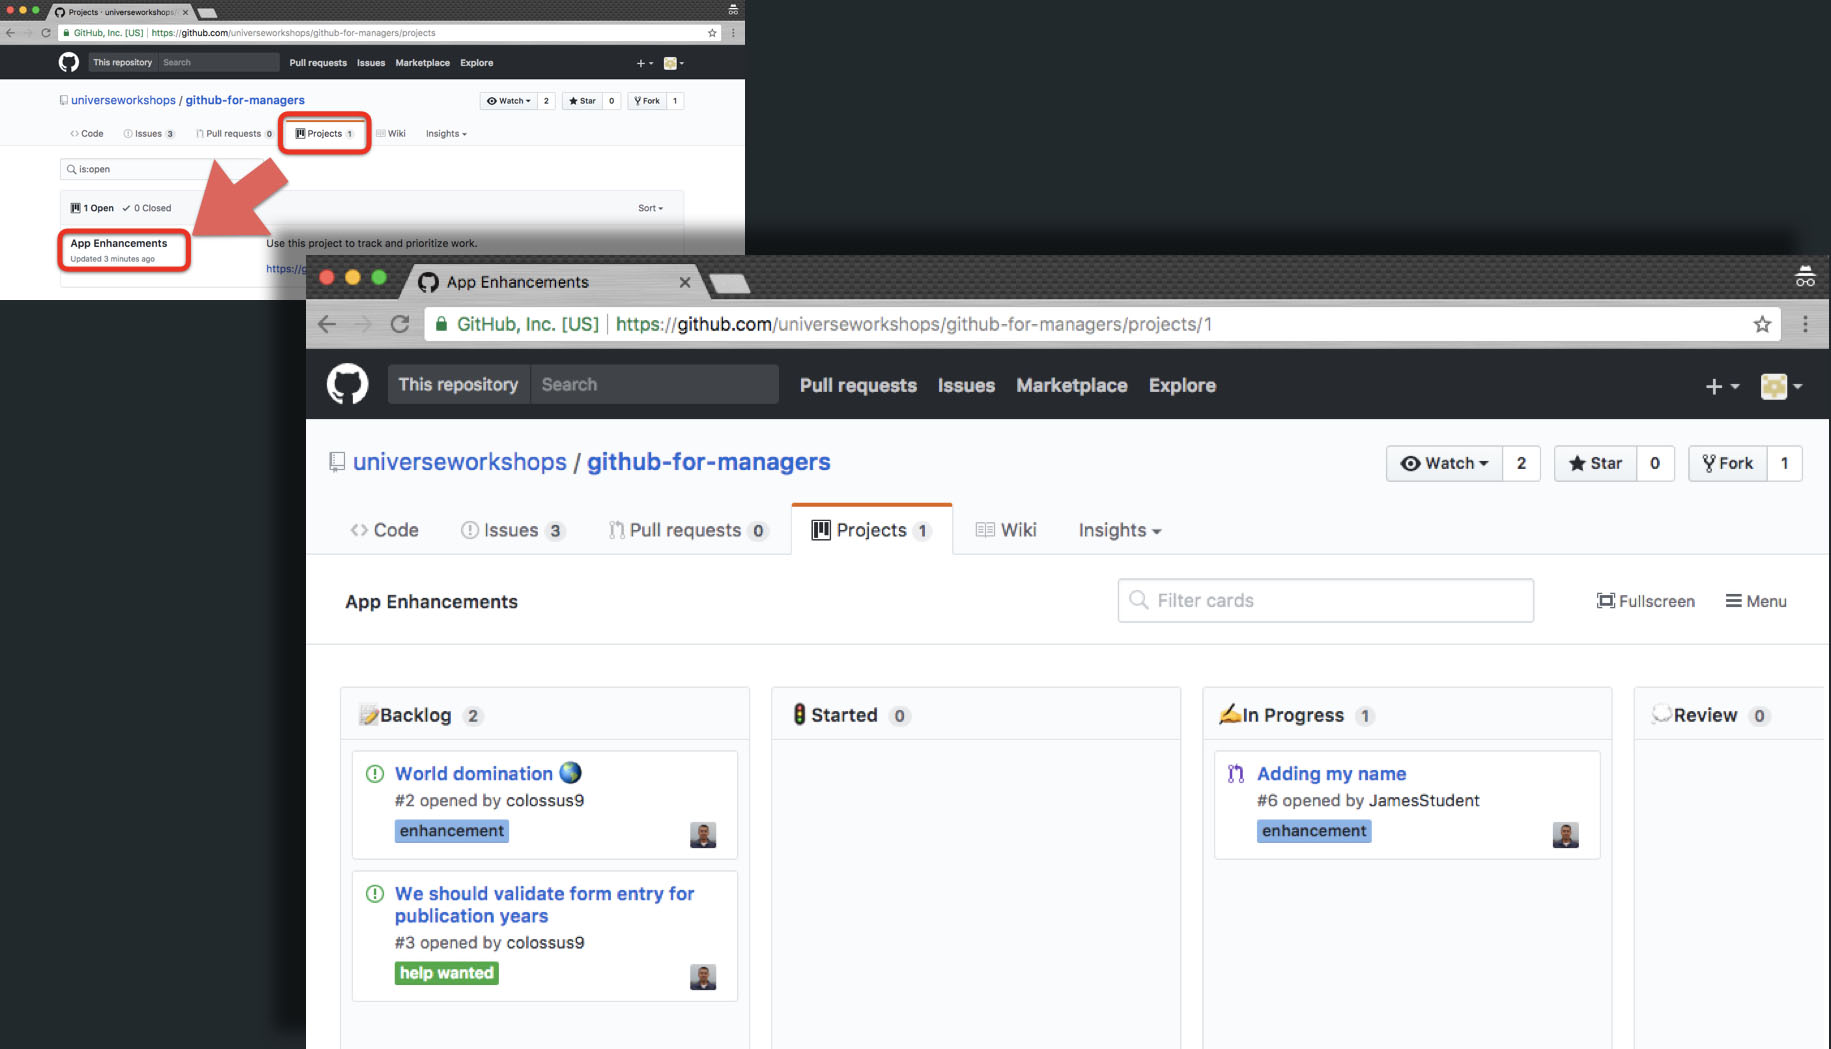 Projects · universeworkshops/
GitHub, Inc. [US] | https://github.com/universeworkshops/github-for-managers/projects
This repository Search Pull requests Issues Marketplace Explore
universeworkshops / github-for-managers Watch 2 Star 0 Fork 1
Code Issues 3 Pull requests 0 Projects 1 Wiki Insights
is:open
1 Open 0 Closed Sort
App Enhancements Use this project to track and prioritize work.
Updated 3 minutes ago https://g
App Enhancements
GitHub, Inc. [US] | https://github.com/universeworkshops/github-for-managers/projects/1
This repository Search Pull requests Issues Marketplace Explore
universeworkshops / github-for-managers Watch 2 Star 0 Fork 1
Code Issues 3 Pull requests 0 Projects 1 Wiki Insights
App Enhancements Filter cards Fullscreen Menu
Backlog 2
World domination
#2 opened by colossus9
enhancement
We should validate form entry for
publication years
#3 opened by colossus9
help wanted
Started 0
In Progress 1
Adding my name
#6 opened by JamesStudent
enhancement
Review 0